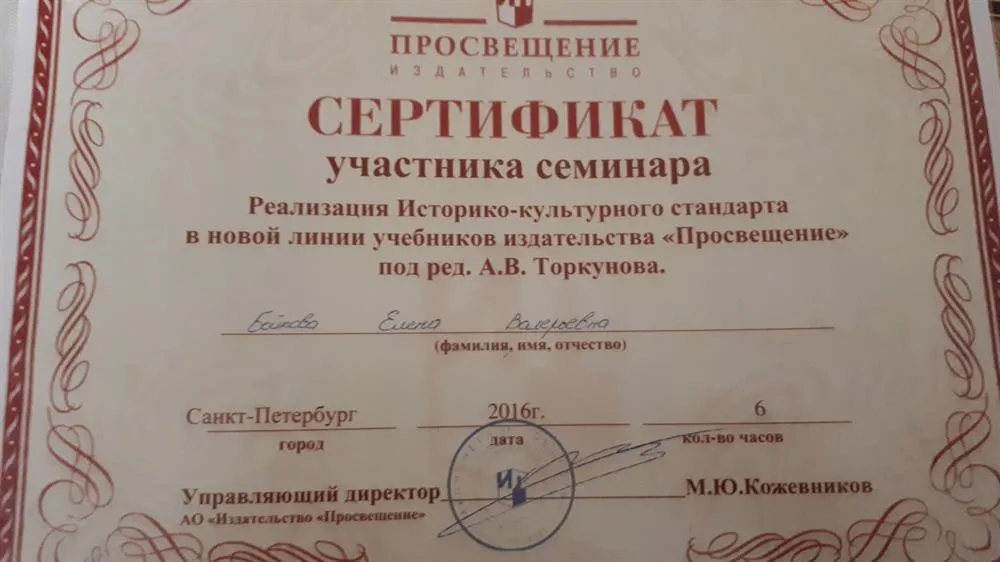 ПРОСВЕЩЕНИЕ
ИЗДАТЕЛЬСТВО
СЕРТИФИКАТ
участника семинара
Реализация Историко-культурного стандарта
в новой линии учебников издательства «Просвещение»
под ред. А.В. Торкунова.
Елена Валерьевна
(фамилия, имя, отчество)
Санкт-Петербург 2016г. 6
город дата кол-во часов
Управляющий директор М.Ю.Кожевников
АО «Издательство «Просвещение»